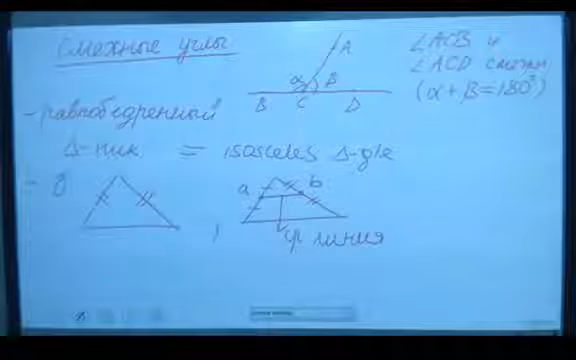 Смежные углы
∠ACB и
∠ACD смежн
(α + β = 180°)
A
α β
B C D
- равнобедренный
Δ-ник = isosceles Δ-gle
a b
ср линия